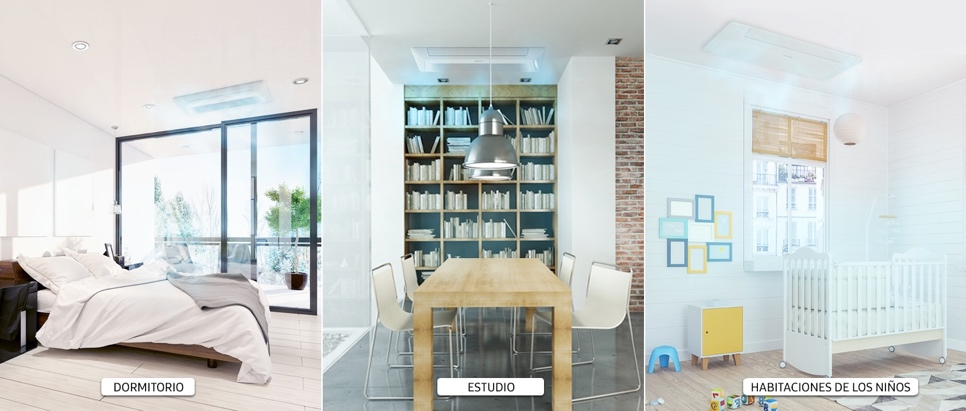 DORMITORIO
ESTUDIO
HABITACIONES DE LOS NIÑOS